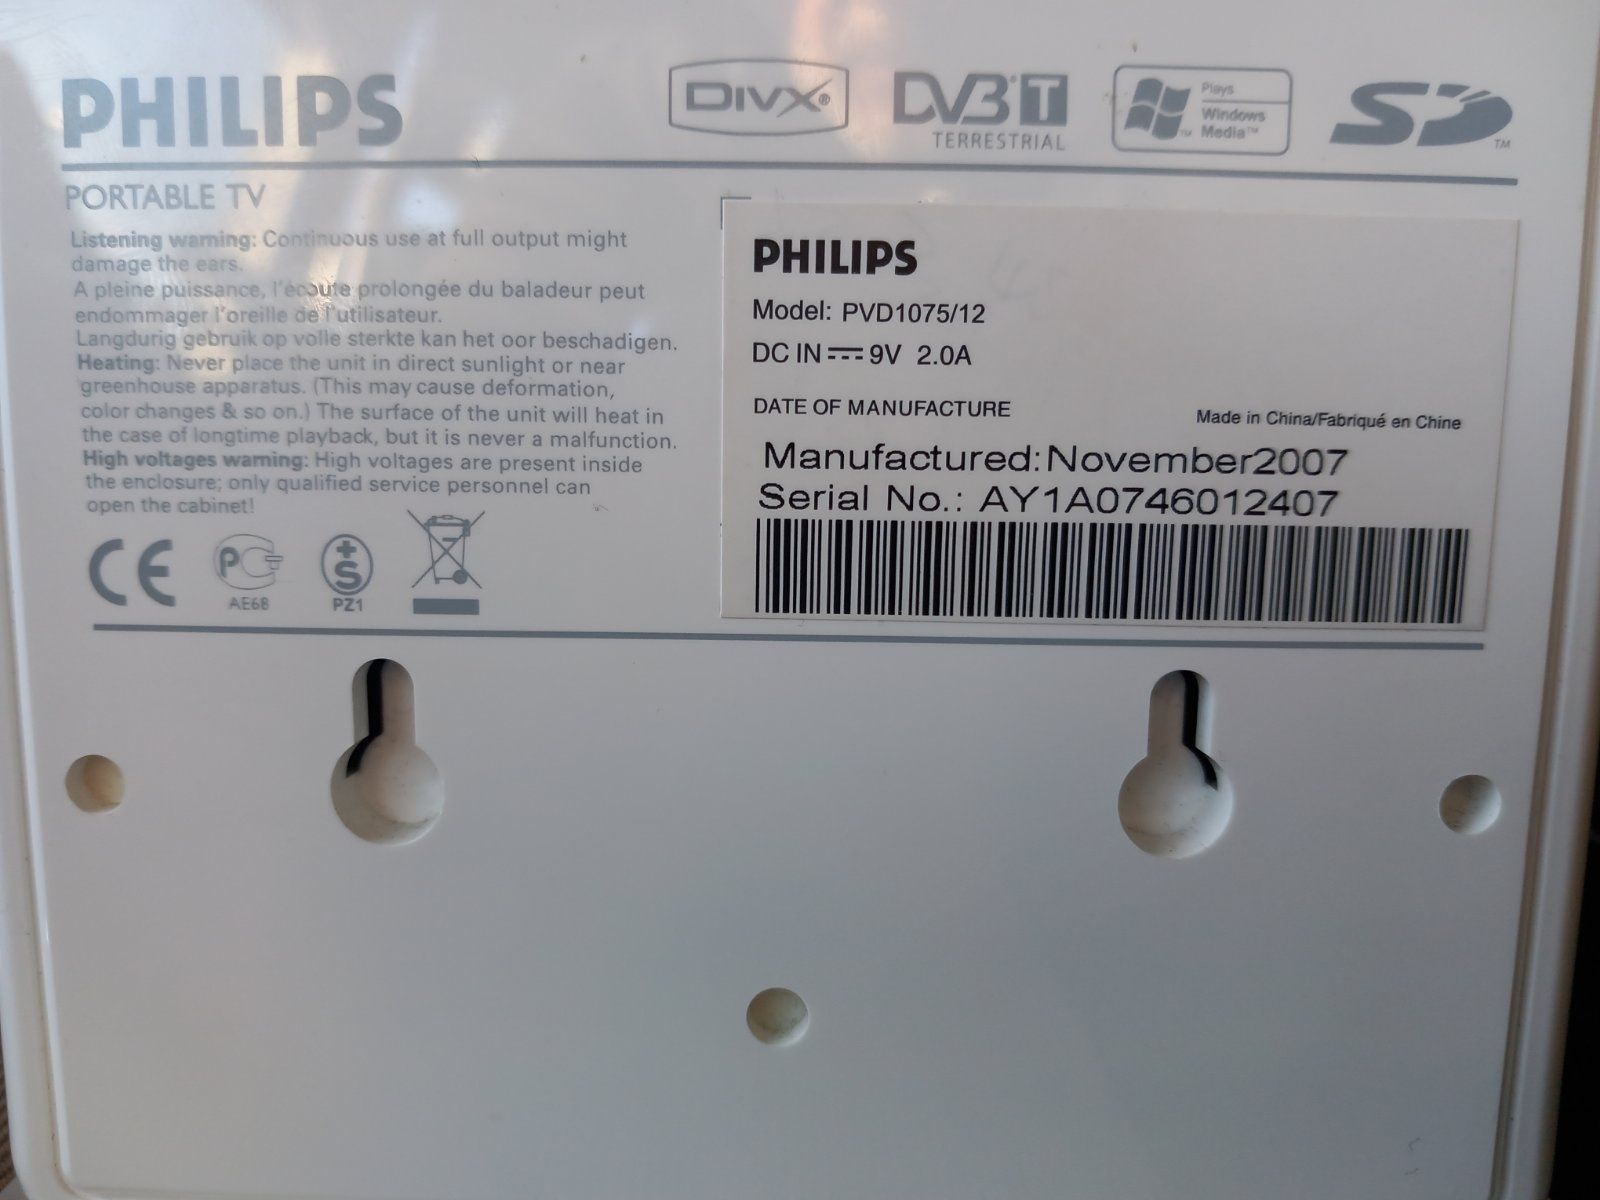 PHILIPS
DIVX®
DVB T
TERRESTRIAL
Plays
Windows
Media™
SD™
PORTABLE TV
Listening warning: Continuous use at full output might
damage the ears.
A pleine puissance, l'écoute prolongée du baladeur peut
endommager l'oreille de l'utilisateur.
Langdurig gebruik op volle sterkte kan het oor beschadigen.
Heating: Never place the unit in direct sunlight or near
greenhouse apparatus. (This may cause deformation,
color changes & so on.) The surface of the unit will heat in
the case of longtime playback, but it is never a malfunction.
High voltages warning: High voltages are present inside
the enclosure; only qualified service personnel can
open the cabinet!
CE
PC
AE68
+S
PZ1
PHILIPS
Model: PVD1075/12
DC IN ⎓ 9V 2.0A
DATE OF MANUFACTURE
Made in China/Fabriqué en Chine
Manufactured:November2007
Serial No.: AY1A0746012407